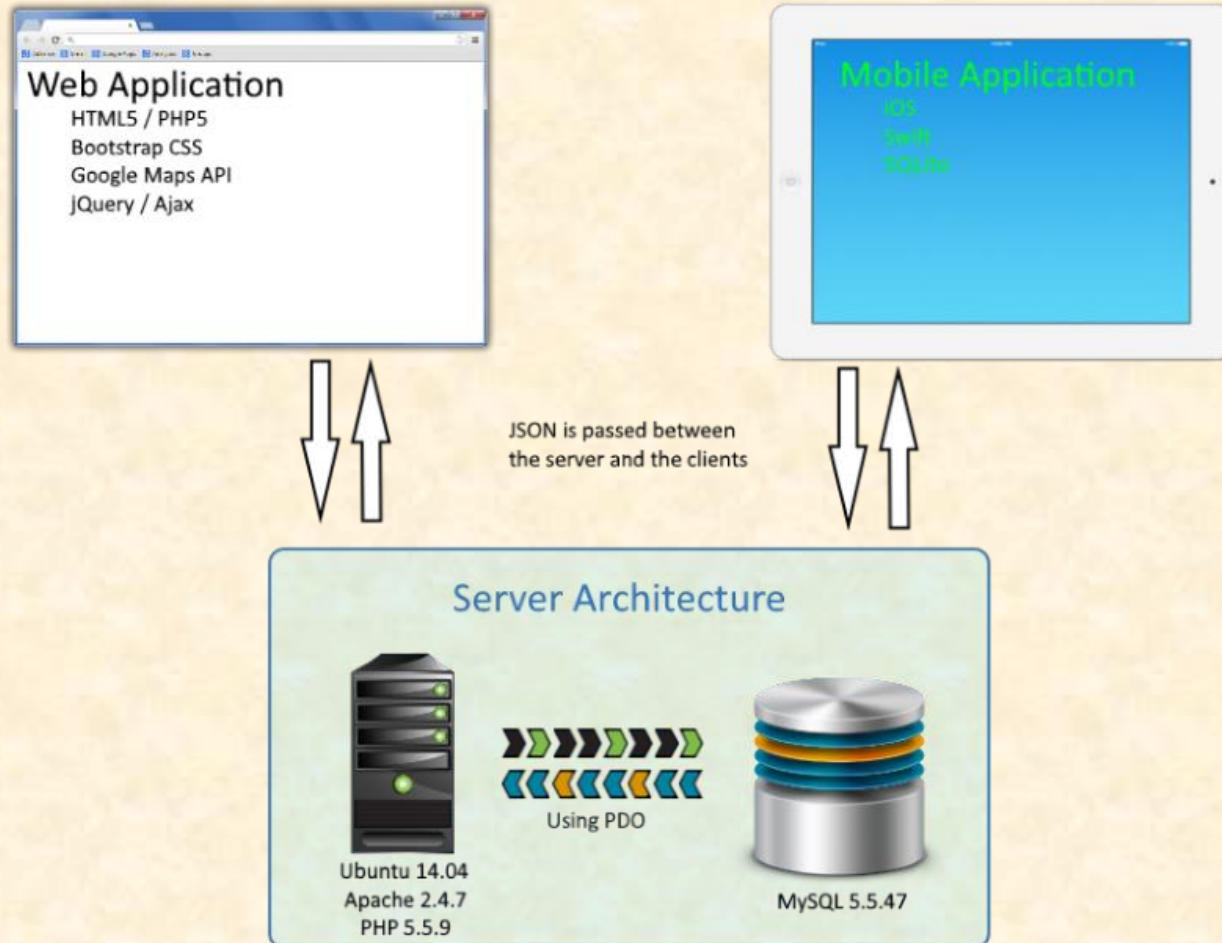 Web Application
HTML5 / PHP5
Bootstrap CSS
Google Maps API
jQuery / Ajax
Mobile Application
iOS
Swift
SQLite
JSON is passed between
the server and the clients
Server Architecture
Using PDO
Ubuntu 14.04
Apache 2.4.7
PHP 5.5.9
MySQL 5.5.47